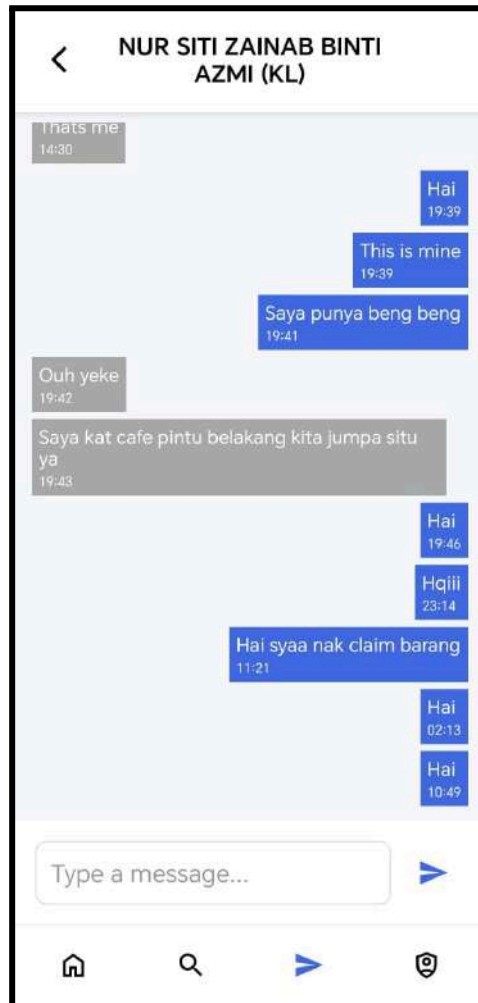 NUR SITI ZAINAB BINTI
AZMI (KL)
Thats me
14:30
Hai
19:39
This is mine
19:39
Saya punya beng beng
19:41
Ouh yeke
19:42
Saya kat cafe pintu belakang kita jumpa situ
ya
19:43
Hai
19:46
Hqiii
23:14
Hai syaa nak claim barang
11:21
Hai
02:13
Hai
10:49
Type a message...